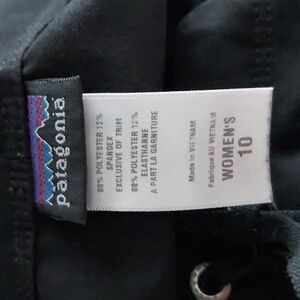 patagonia
88% POLYESTER 12%
SPANDEX
EXCLUSIVE OF TRIM
88% POLYESTER 12%
ELASTHANNE
A PART LA GARNITURE
Made in VIETNAM
Fabrique AU VIETNAM
WOMEN'S
10